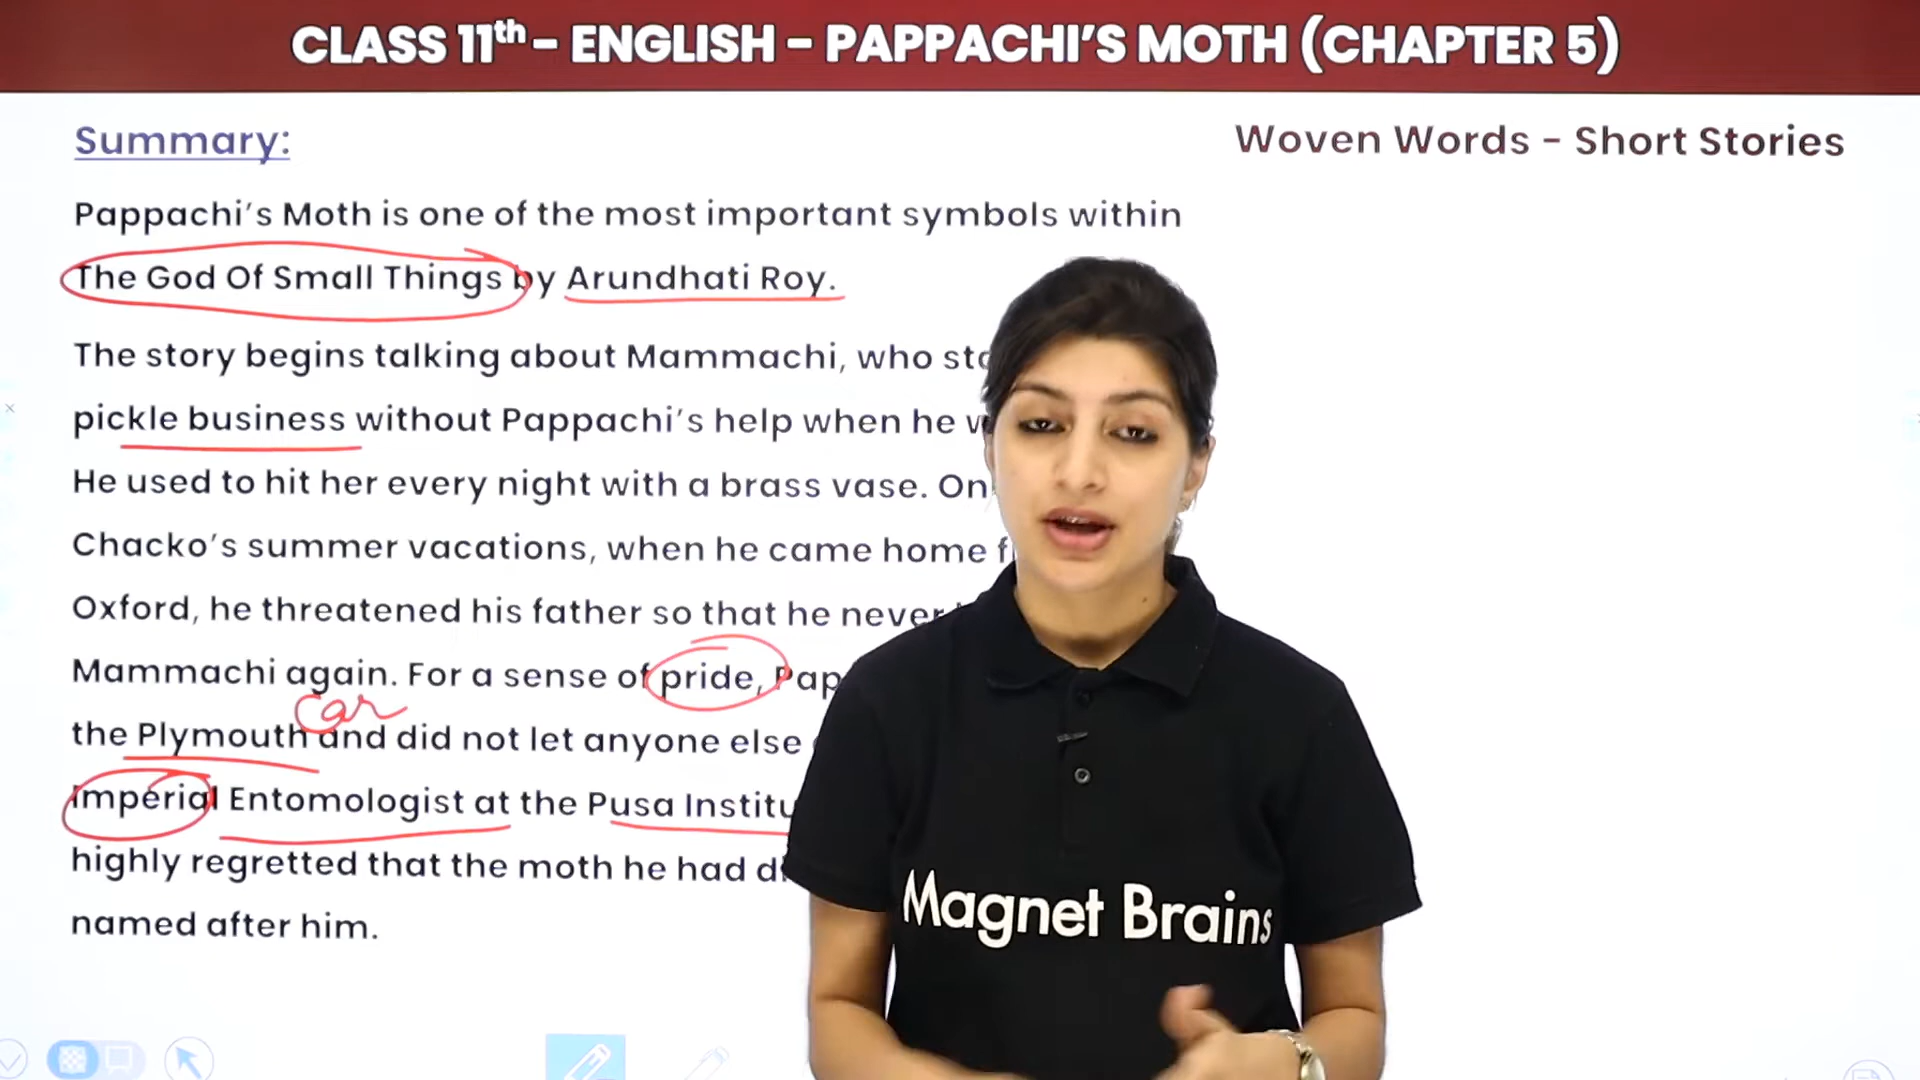 CLASS 11th - ENGLISH - PAPPACHI'S MOTH (CHAPTER 5)
Summary:
Woven Words - Short Stories
Pappachi's Moth is one of the most important symbols within
The God Of Small Things by Arundhati Roy.
The story begins talking about Mammachi, who
pickle business without Pappachi's help when he
He used to hit her every night with a brass vase. On
Chacko's summer vacations, when he came home
Oxford, he threatened his father so that he never
Mammachi again. For a sense of pride,
car
the Plymouth and did not let anyone else
Imperial Entomologist at the Pusa
highly regretted that the moth he had
named after him.
Magnet Brains